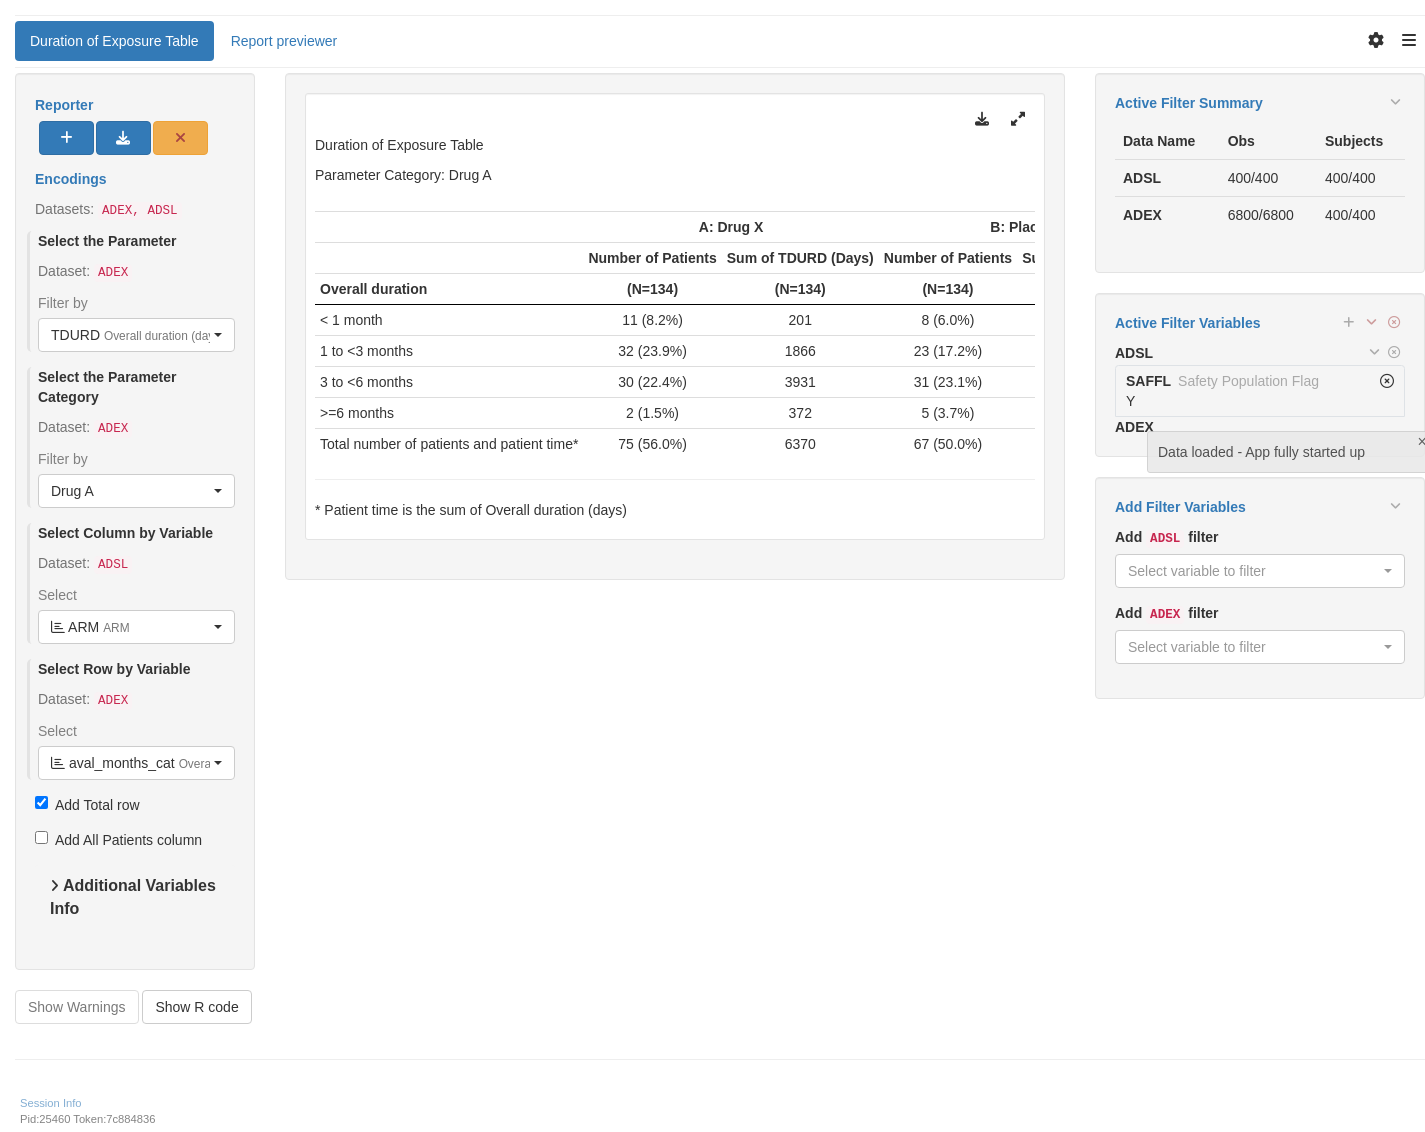 Duration of Exposure Table
Report previewer
Reporter
Encodings
Datasets: ADEX, ADSL
Select the Parameter
Dataset: ADEX
Filter by
TDURD Overall duration (day
Select the Parameter
Category
Dataset: ADEX
Filter by
Drug A
Select Column by Variable
Dataset: ADSL
Select
ARM ARM
Select Row by Variable
Dataset: ADEX
Select
aval_months_cat Overa
Add Total row
Add All Patients column
Additional Variables
Info
Show Warnings
Show R code
Duration of Exposure Table
Parameter Category: Drug A
A: Drug X B: Plac
Number of Patients Sum of TDURD (Days) Number of Patients Su
Overall duration (N=134) (N=134) (N=134)
< 1 month 11 (8.2%) 201 8 (6.0%)
1 to <3 months 32 (23.9%) 1866 23 (17.2%)
3 to <6 months 30 (22.4%) 3931 31 (23.1%)
>=6 months 2 (1.5%) 372 5 (3.7%)
Total number of patients and patient time* 75 (56.0%) 6370 67 (50.0%)
* Patient time is the sum of Overall duration (days)
Active Filter Summary
Data Name Obs Subjects
ADSL 400/400 400/400
ADEX 6800/6800 400/400
Active Filter Variables
ADSL
SAFFL Safety Population Flag
Y
ADEX
Data loaded - App fully started up
Add Filter Variables
Add ADSL filter
Select variable to filter
Add ADEX filter
Select variable to filter
Session Info
Pid:25460 Token:7c884836